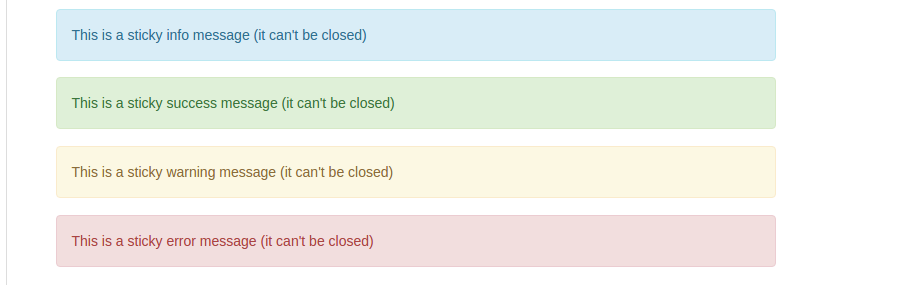 This is a sticky info message (it can't be closed)
This is a sticky success message (it can't be closed)
This is a sticky warning message (it can't be closed)
This is a sticky error message (it can't be closed)